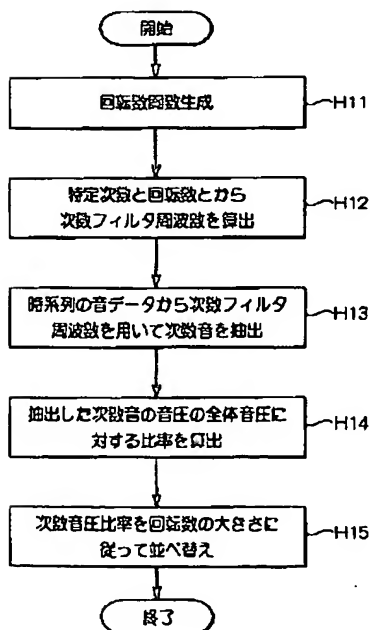 開始
回転数関数生成
H11
特定次数と回転数とから
次数フィルタ周波数を算出
H12
時系列の音データから次数フィルタ
周波数を用いて次数音を抽出
H13
抽出した次数音の音圧の全体音圧に
対する比率を算出
H14
次数音圧比率を回転数の大きさに
従って並べ替え
H15
終了